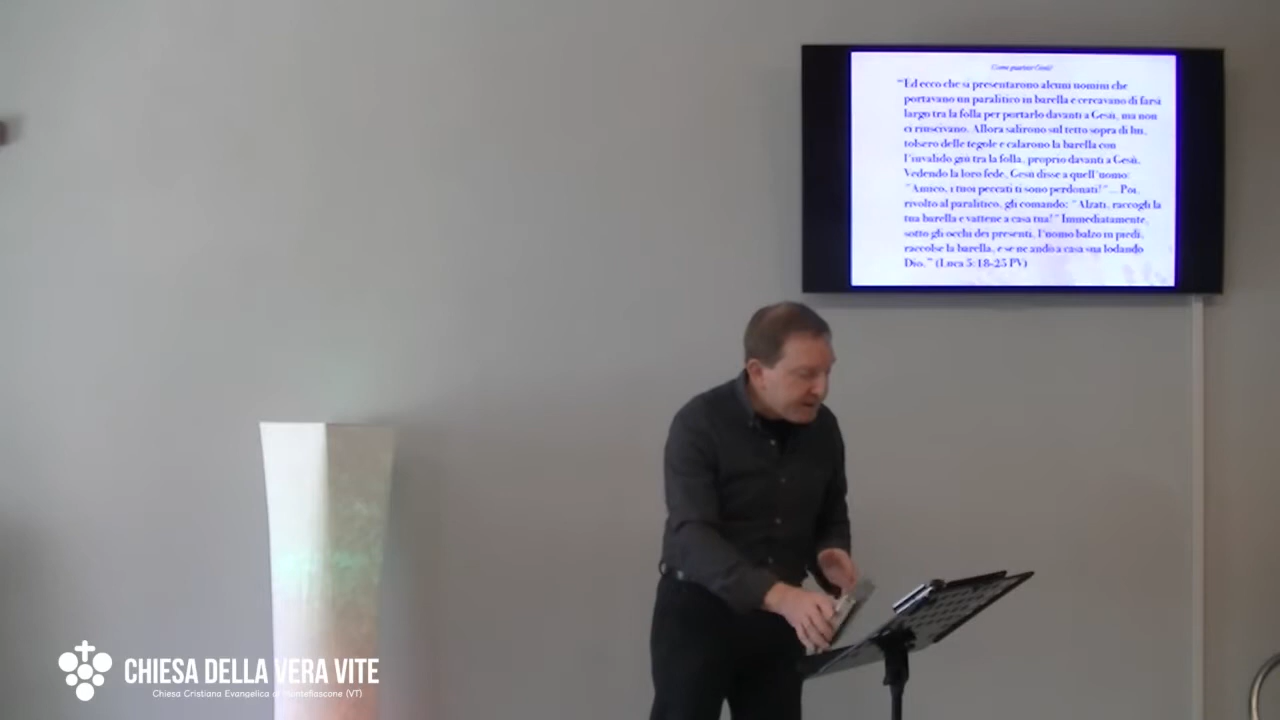 Come guarisce Gesù?
“Ed ecco che si presentarono alcuni uomini che
portavano un paralitico in barella e cercavano di farsi
largo tra la folla per portarlo davanti a Gesù, ma non
ci riuscivano. Allora salirono sul tetto sopra di lui,
tolsero delle tegole e calarono la barella con
l'invalido giù tra la folla, proprio davanti a Gesù.
Vedendo la loro fede, Gesù disse a quell'uomo:
"Amico, i tuoi peccati ti sono perdonati!"... Poi,
rivolto al paralitico, gli comandò: "Alzati, raccogli la
tua barella e vattene a casa tua!" Immediatamente,
sotto gli occhi dei presenti, l'uomo balzò in piedi,
raccolse la barella, e se ne andò a casa sua lodando
Dio.” (Luca 5:18-25 PV)
CHIESA DELLA VERA VITE
Chiesa Cristiana Evangelica di Montefiascone (VT)